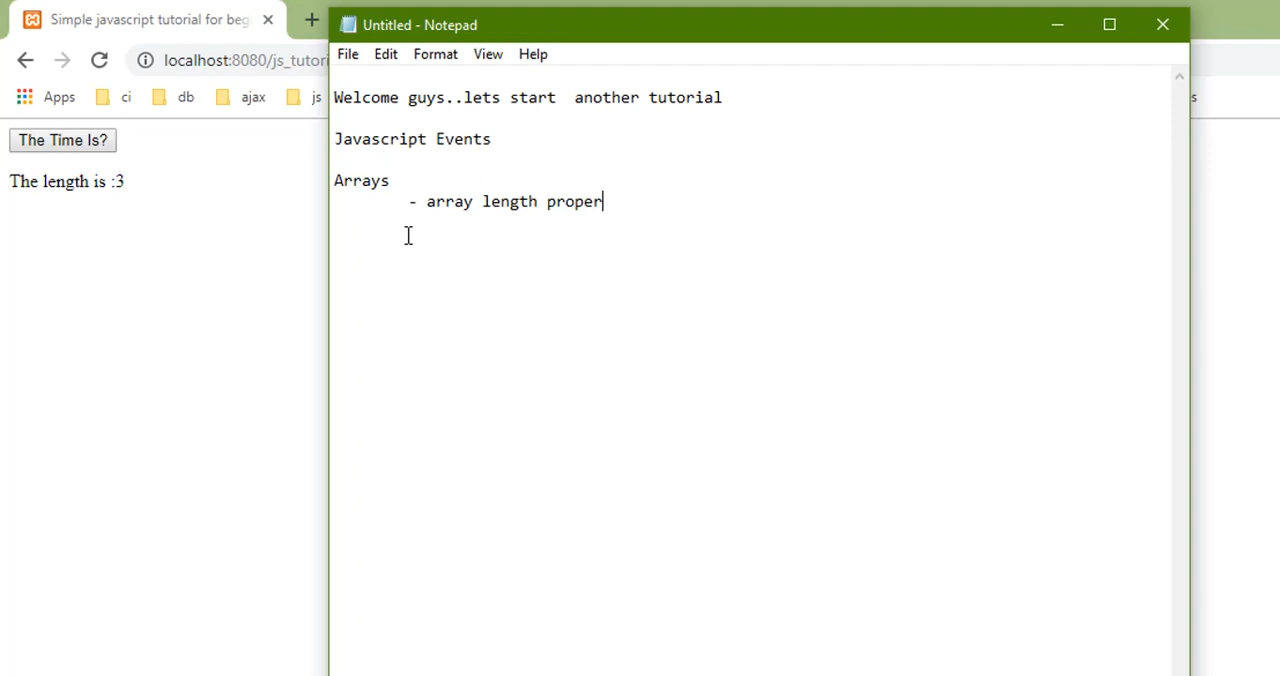 Simple javascript tutorial for beg
Untitled - Notepad
File Edit Format View Help
localhost:8080/js_tutori
Apps ci db ajax js
s
The Time Is?
The length is :3
Welcome guys..lets start  another tutorial
Javascript Events
Arrays
- array length proper